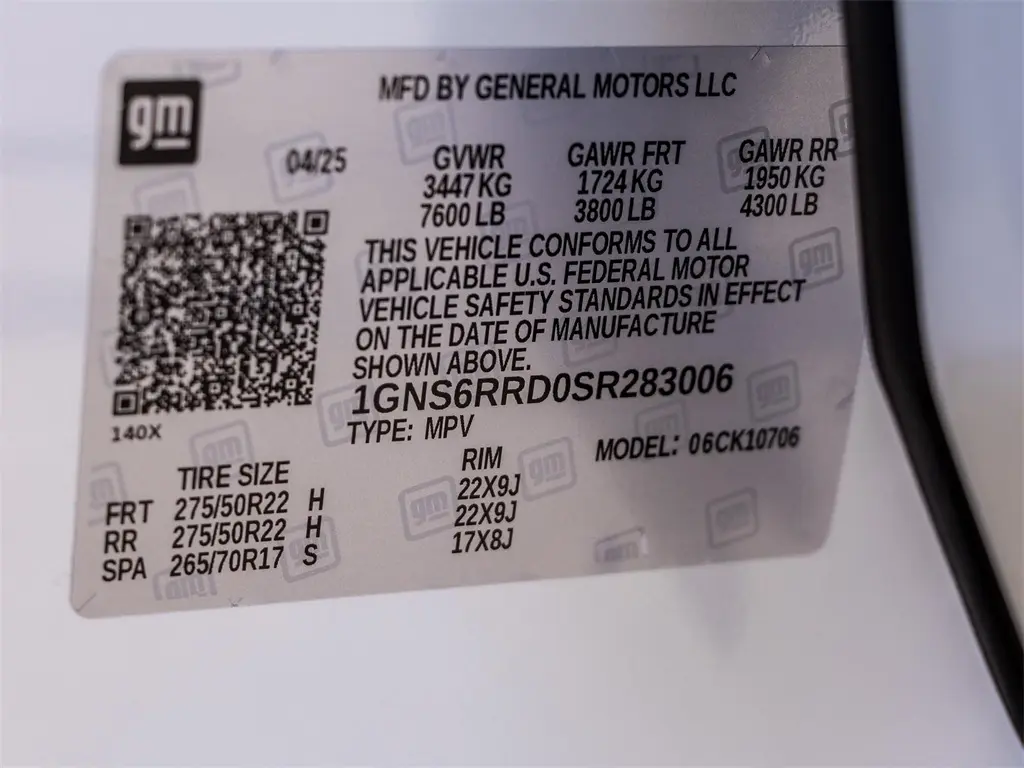 gm
MFD BY GENERAL MOTORS LLC
04/25 GVWR GAWR FRT GAWR RR
3447 KG 1724 KG 1950 KG
7600 LB 3800 LB 4300 LB
THIS VEHICLE CONFORMS TO ALL
APPLICABLE U.S. FEDERAL MOTOR
VEHICLE SAFETY STANDARDS IN EFFECT
ON THE DATE OF MANUFACTURE
SHOWN ABOVE.
1GNS6RRD0SR283006
140X
TYPE: MPV
MODEL: 06CK10706
TIRE SIZE RIM
FRT 275/50R22 H 22X9J
RR 275/50R22 H 22X9J
SPA 265/70R17 S 17X8J